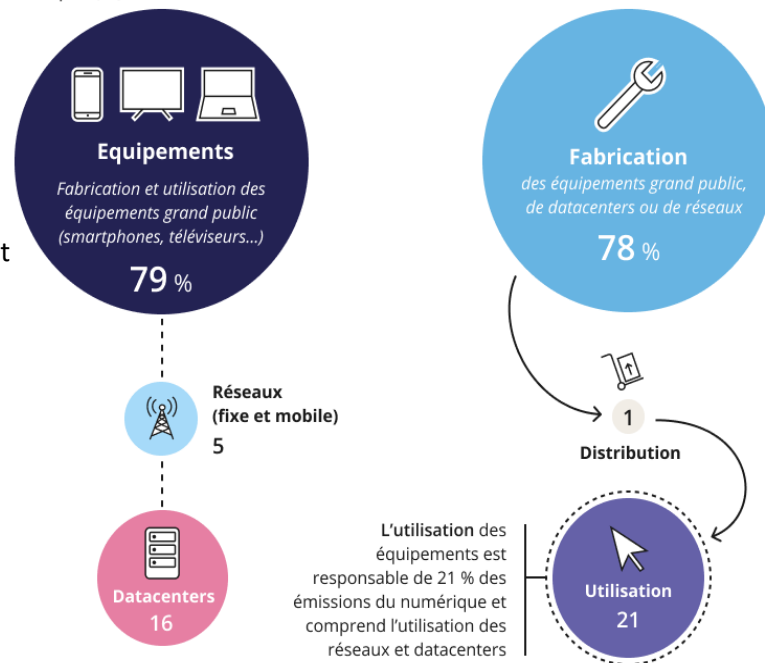 Equipements
Fabrication et utilisation des
équipements grand public
(smartphones, téléviseurs...)
79 %
t
Réseaux
(fixe et mobile)
5
Datacenters
16
Fabrication
des équipements grand public,
de datacenters ou de réseaux
78 %
1
Distribution
L'utilisation des
équipements est
responsable de 21 % des
émissions du numérique et
comprend l'utilisation des
réseaux et datacenters
Utilisation
21